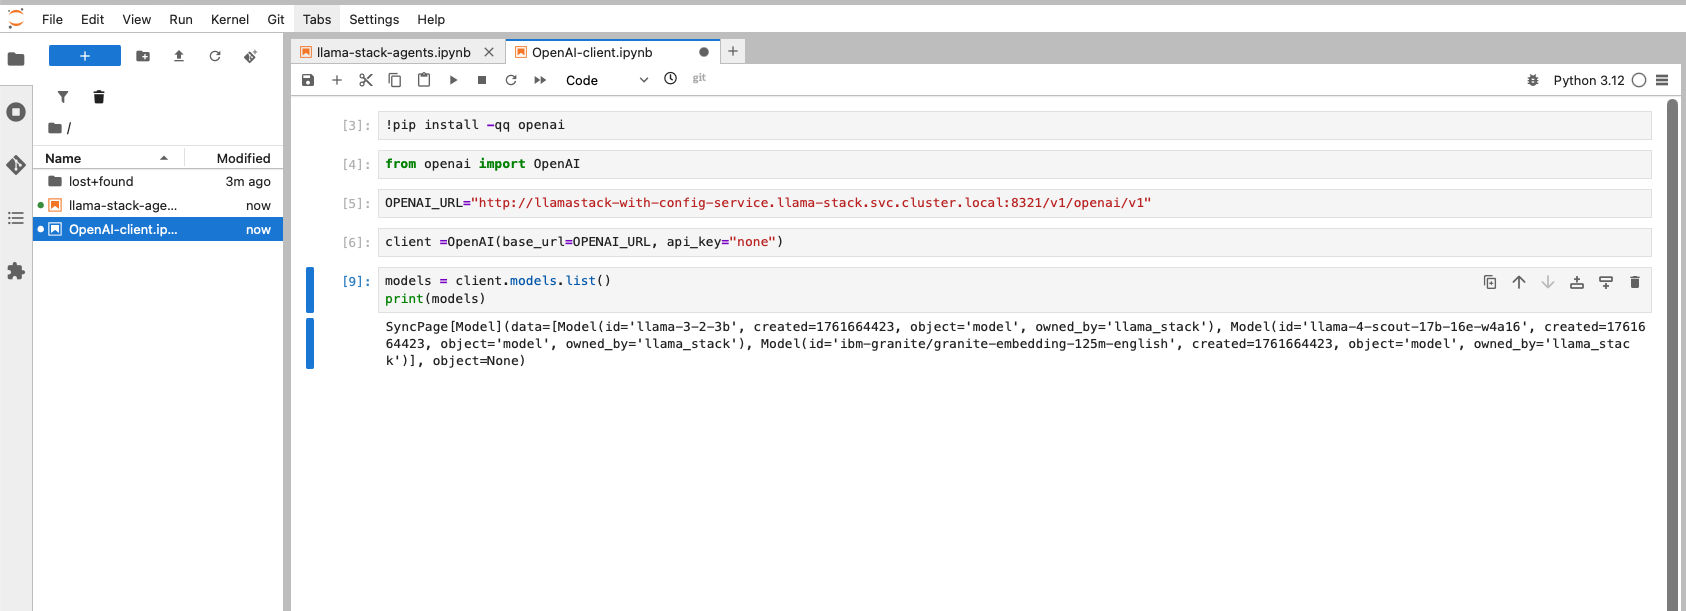 File Edit View Run Kernel Git Tabs Settings Help
llama-stack-agents.ipynb
OpenAI-client.ipynb
Code
git
Python 3.12
/
Name Modified
lost+found 3m ago
llama-stack-age... now
OpenAI-client.ip... now
[3]: !pip install -qq openai
[4]: from openai import OpenAI
[5]: OPENAI_URL="http://llamastack-with-config-service.llama-stack.svc.cluster.local:8321/v1/openai/v1"
[6]: client =OpenAI(base_url=OPENAI_URL, api_key="none")
[9]: models = client.models.list()
print(models)
SyncPage[Model](data=[Model(id='llama-3-2-3b', created=1761664423, object='model', owned_by='llama_stack'), Model(id='llama-4-scout-17b-16e-w4a16', created=17616
64423, object='model', owned_by='llama_stack'), Model(id='ibm-granite/granite-embedding-125m-english', created=1761664423, object='model', owned_by='llama_stac
k')], object=None)